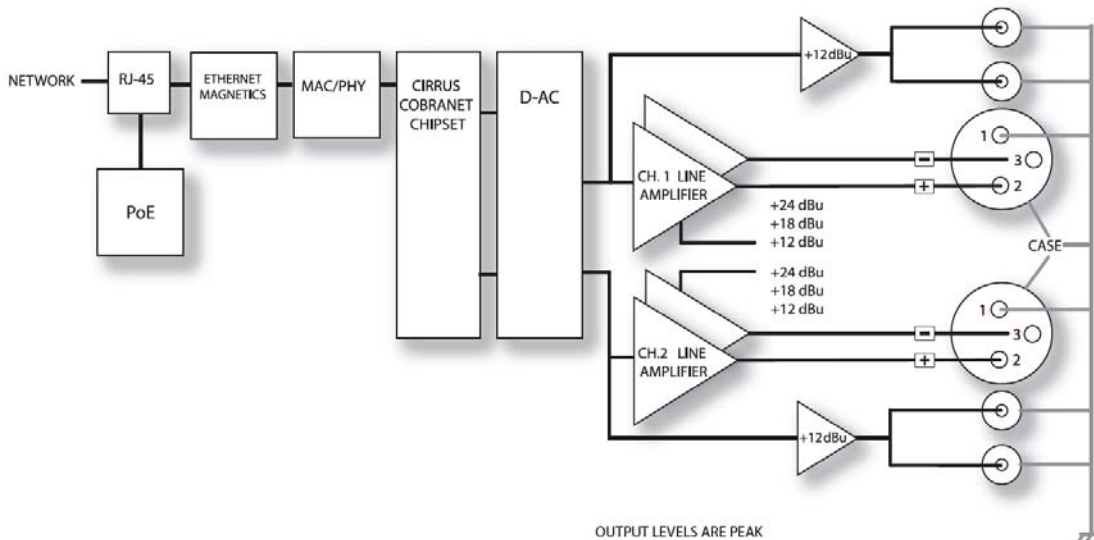 NETWORK
RJ-45
PoE
ETHERNET
MAGNETICS
MAC/PHY
CIRRUS
COBRANET
CHIPSET
D-AC
+12dBu
CH. 1 LINE
AMPLIFIER
+24 dBu
+18 dBu
+12 dBu
-
+
1
3
2
CASE
+24 dBu
+18 dBu
+12 dBu
CH.2 LINE
AMPLIFIER
-
+
1
3
2
+12dBu
OUTPUT LEVELS ARE PEAK